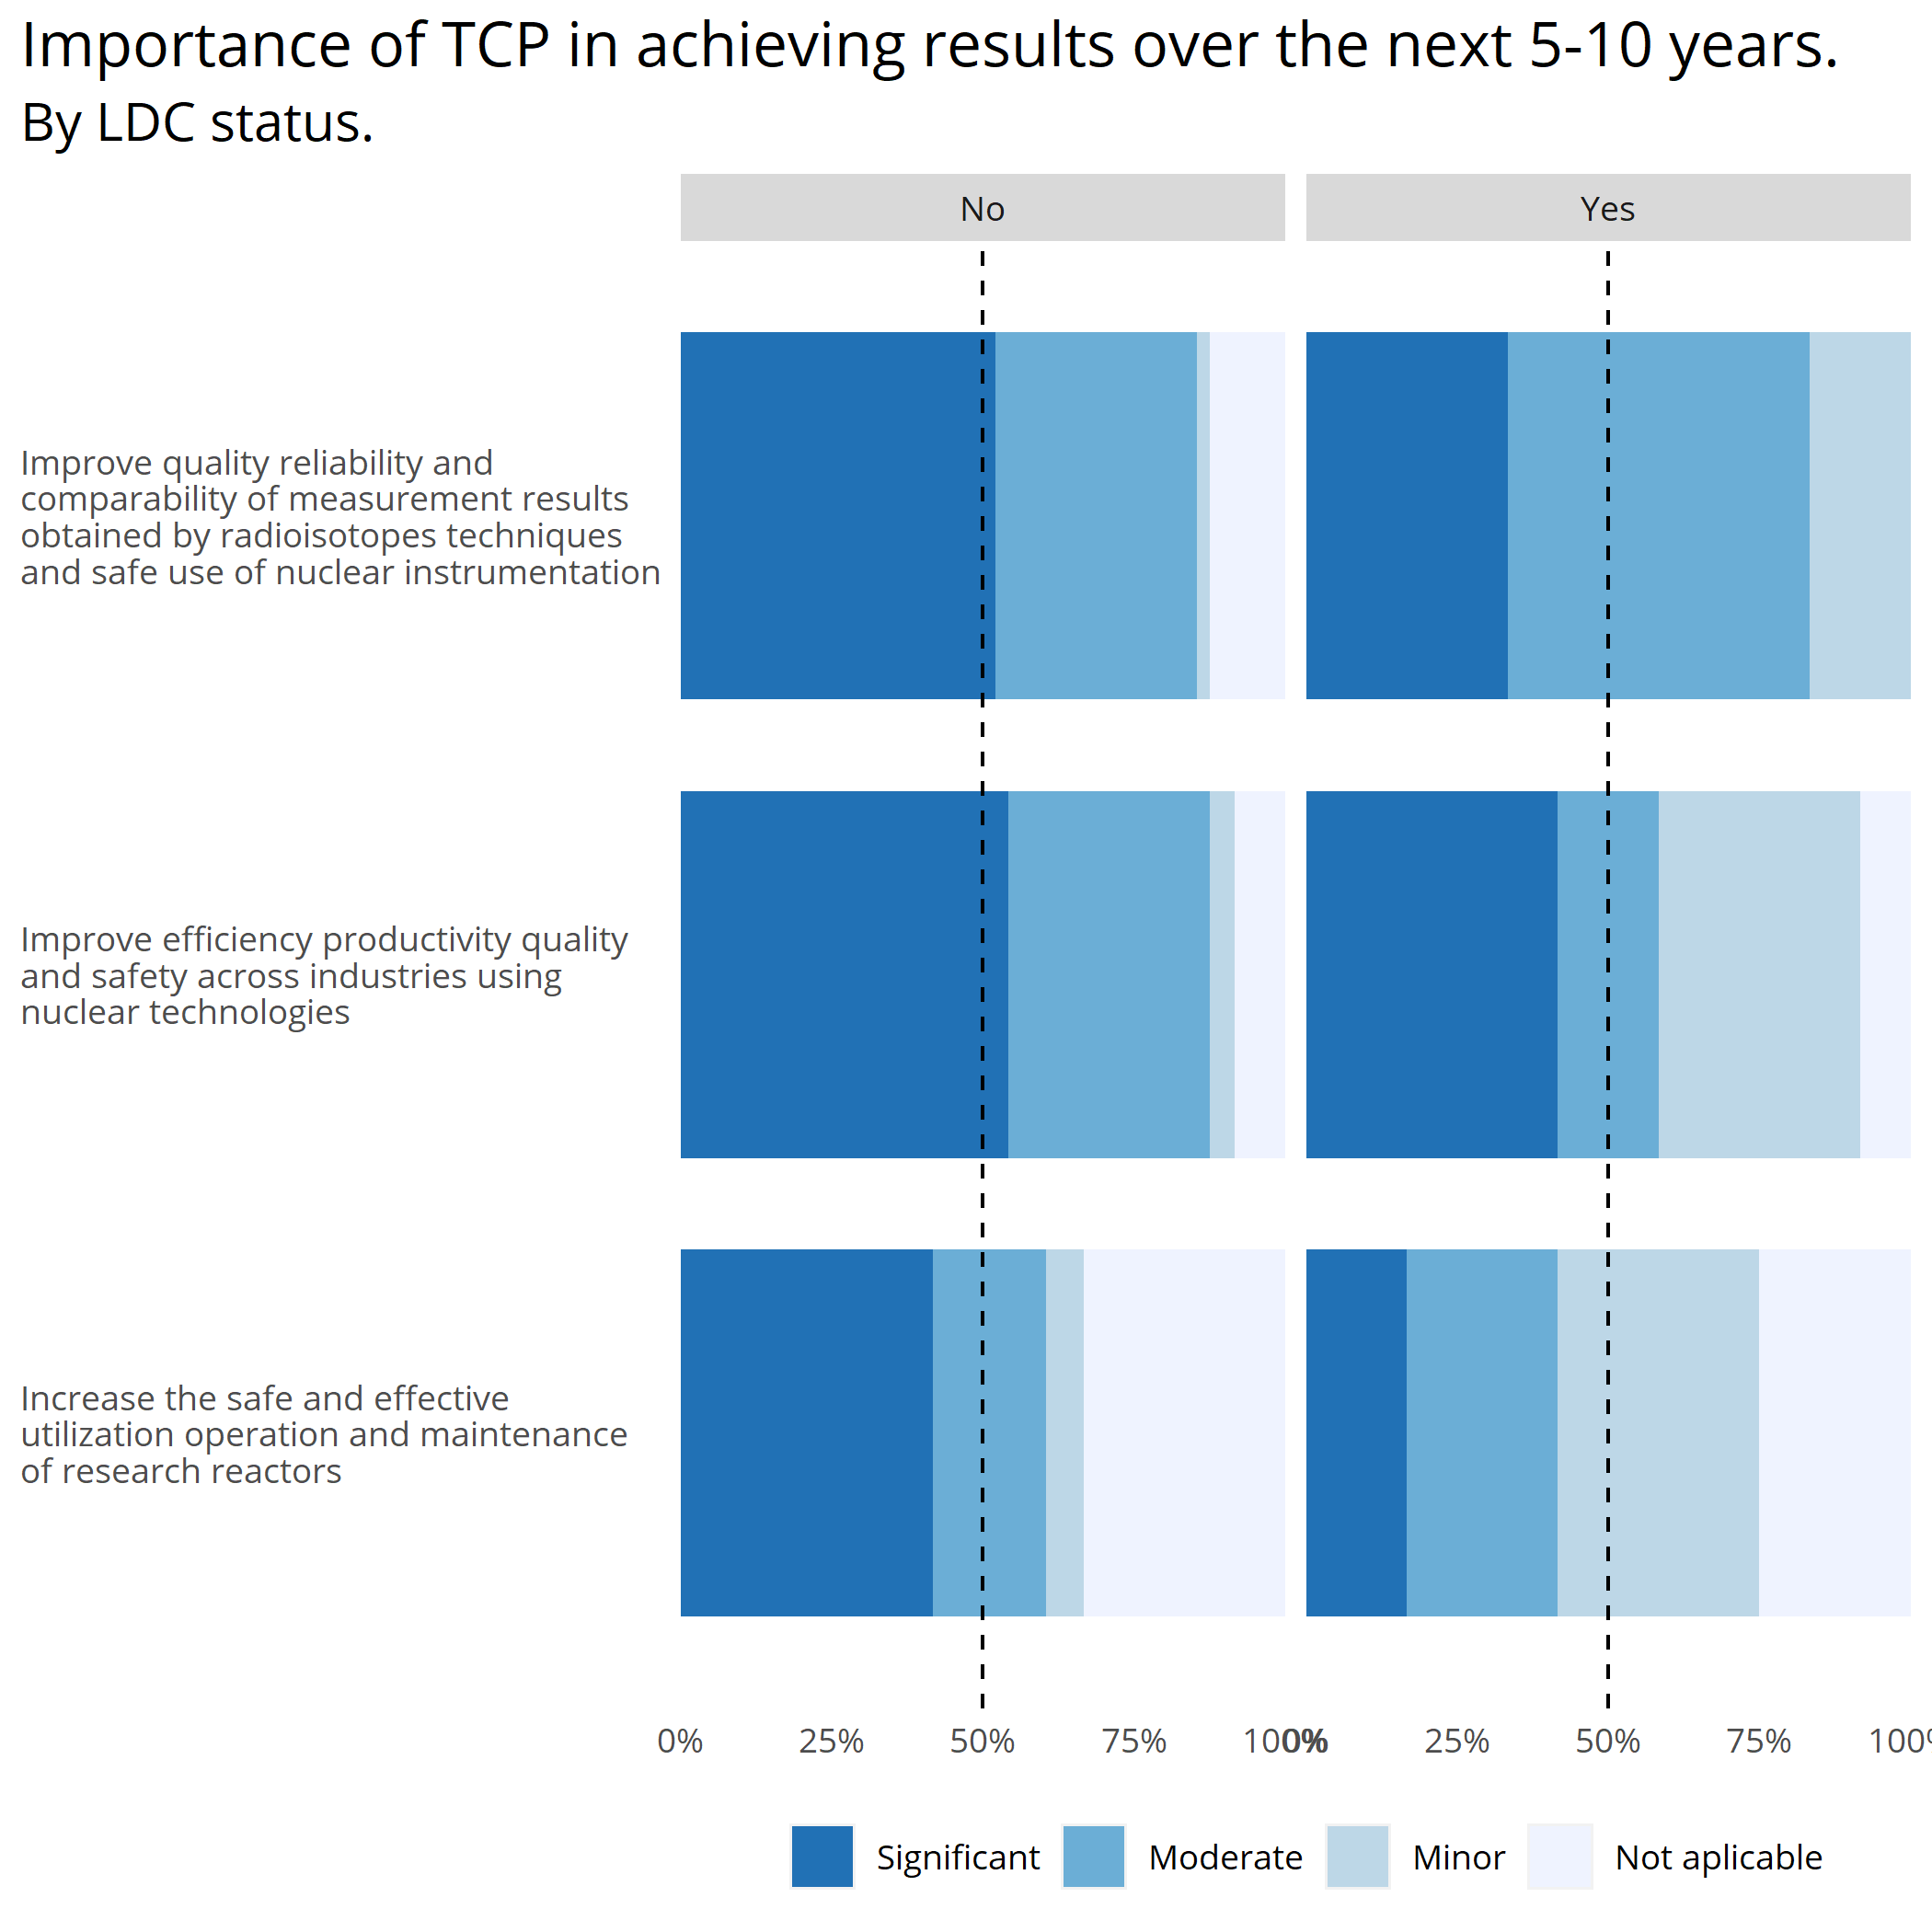 Importance of TCP in achieving results over the next 5-10 years.
By LDC status.
No
Yes
Improve quality reliability and
comparability of measurement results
obtained by radioisotopes techniques
and safe use of nuclear instrumentation
Improve efficiency productivity quality
and safety across industries using
nuclear technologies
Increase the safe and effective
utilization operation and maintenance
of research reactors
0% 25% 50% 75% 100% 0% 25% 50% 75% 100%
Significant Moderate Minor Not aplicable